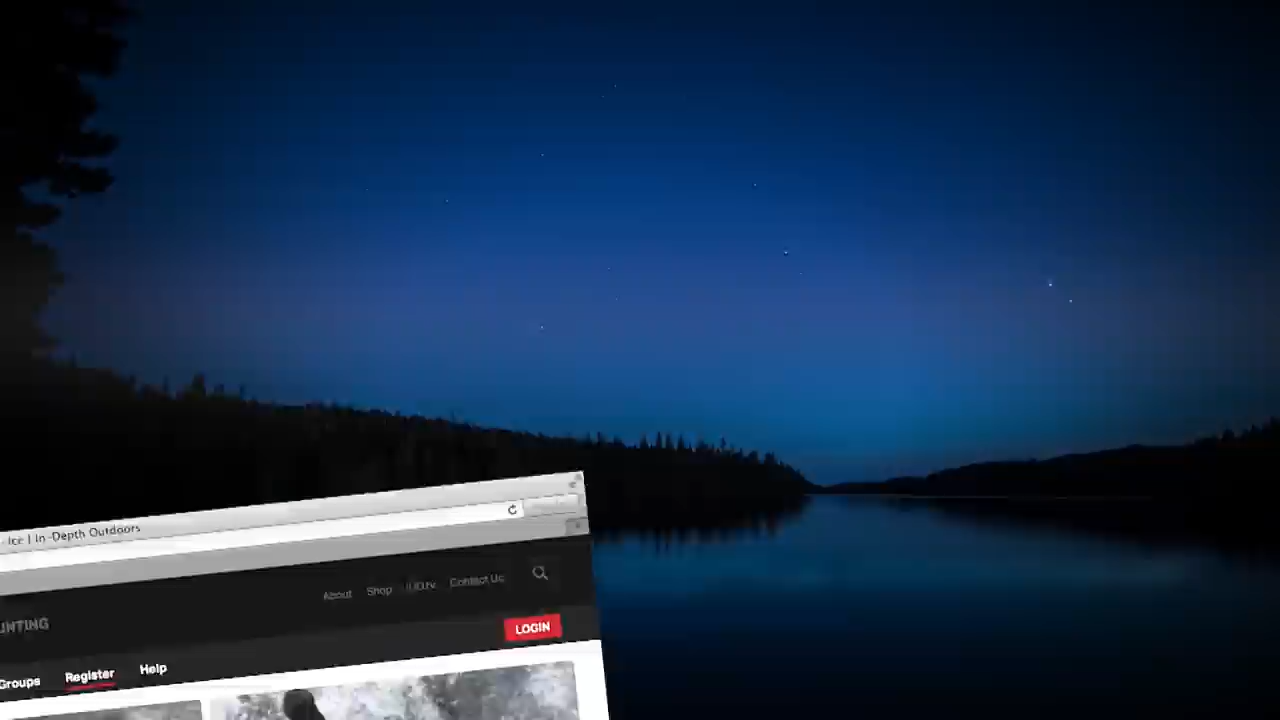 Ice | In-Depth Outdoors
About Shop Contact Us
UNTING
LOGIN
Groups Register Help